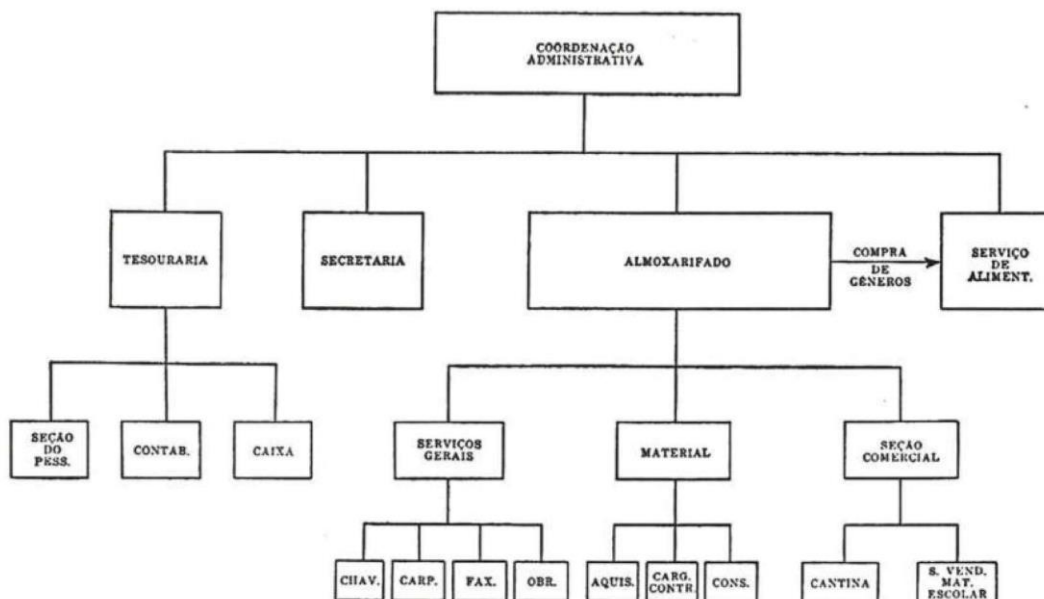 COÖRDENAÇÃO
ADMINISTRATIVA
TESOURARIA
SECRETARIA
ALMOXARIFADO
COMPRA
DE
GÊNEROS
SERVIÇO
DE
ALIMENT.
SEÇÃO
DO
PESS.
CONTAB.
CAIXA
SERVIÇOS
GERAIS
MATERIAL
SEÇÃO
COMERCIAL
CHAV.
CARP.
FAX.
OBR.
AQUIS.
CARG.
CONTR.
CONS.
CANTINA
S. VEND.
MAT.
ESCOLAR